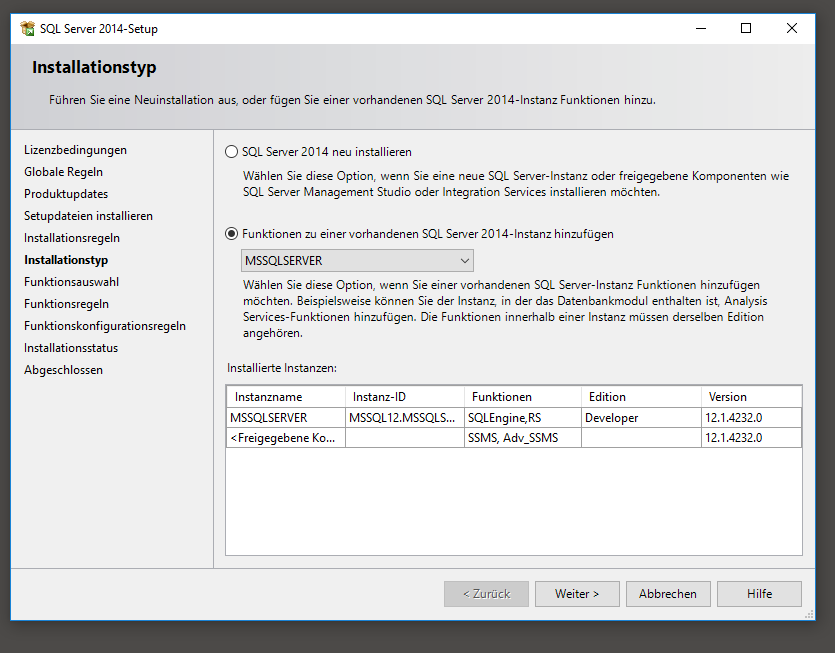 SQL Server 2014-Setup
Installationstyp
Führen Sie eine Neuinstallation aus, oder fügen Sie einer vorhandenen SQL Server 2014-Instanz Funktionen hinzu.
Lizenzbedingungen
Globale Regeln
Produktupdates
Setupdateien installieren
Installationsregeln
Installationstyp
Funktionsauswahl
Funktionsregeln
Funktionskonfigurationsregeln
Installationsstatus
Abgeschlossen
SQL Server 2014 neu installieren
Wählen Sie diese Option, wenn Sie eine neue SQL Server-Instanz oder freigegebene Komponenten wie
SQL Server Management Studio oder Integration Services installieren möchten.
Funktionen zu einer vorhandenen SQL Server 2014-Instanz hinzufügen
MSSQLSERVER
Wählen Sie diese Option, wenn Sie einer vorhandenen SQL Server-Instanz Funktionen hinzufügen
möchten. Beispielsweise können Sie der Instanz, in der das Datenbankmodul enthalten ist, Analysis
Services-Funktionen hinzufügen. Die Funktionen innerhalb einer Instanz müssen derselben Edition
angehören.
Installierte Instanzen:
Instanzname Instanz-ID Funktionen Edition Version
MSSQLSERVER MSSQL12.MSSQLS... SQLEngine,RS Developer 12.1.4232.0
<Freigegebene Ko... SSMS, Adv_SSMS 12.1.4232.0
< Zurück Weiter > Abbrechen Hilfe